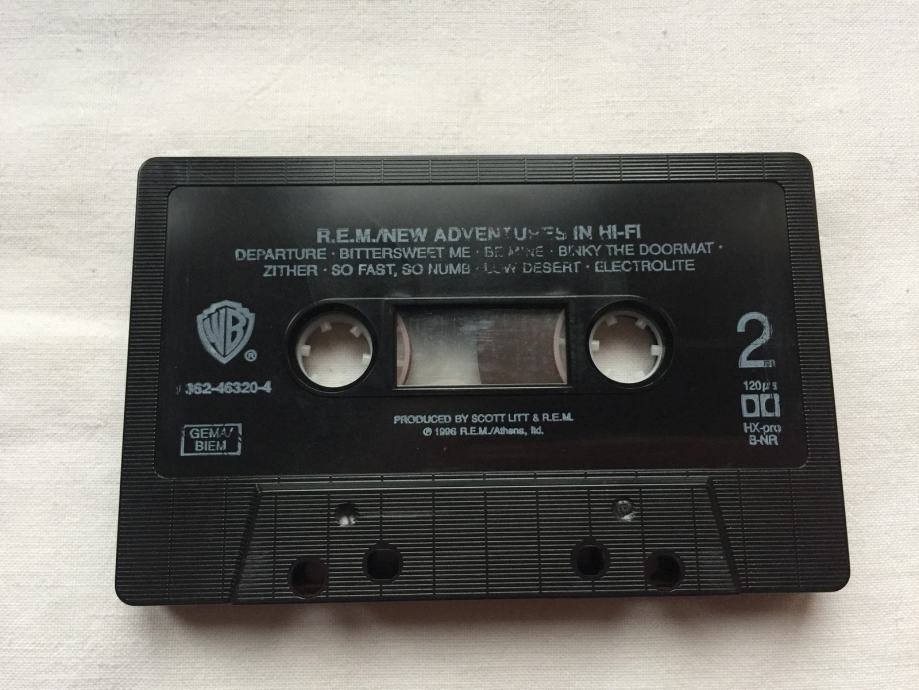 R.E.M./NEW ADVENTURES IN HI-FI
DEPARTURE · BITTERSWEET ME · BE MINE · BINKY THE DOORMAT ·
ZITHER · SO FAST, SO NUMB · LOW DESERT · ELECTROLITE
WB
®
362-46320-4
GEMA/
BIEM
PRODUCED BY SCOTT LITT & R.E.M.
℗ 1996 R.E.M./Athens, ltd.
2
120µs
HX-pro
B-NR